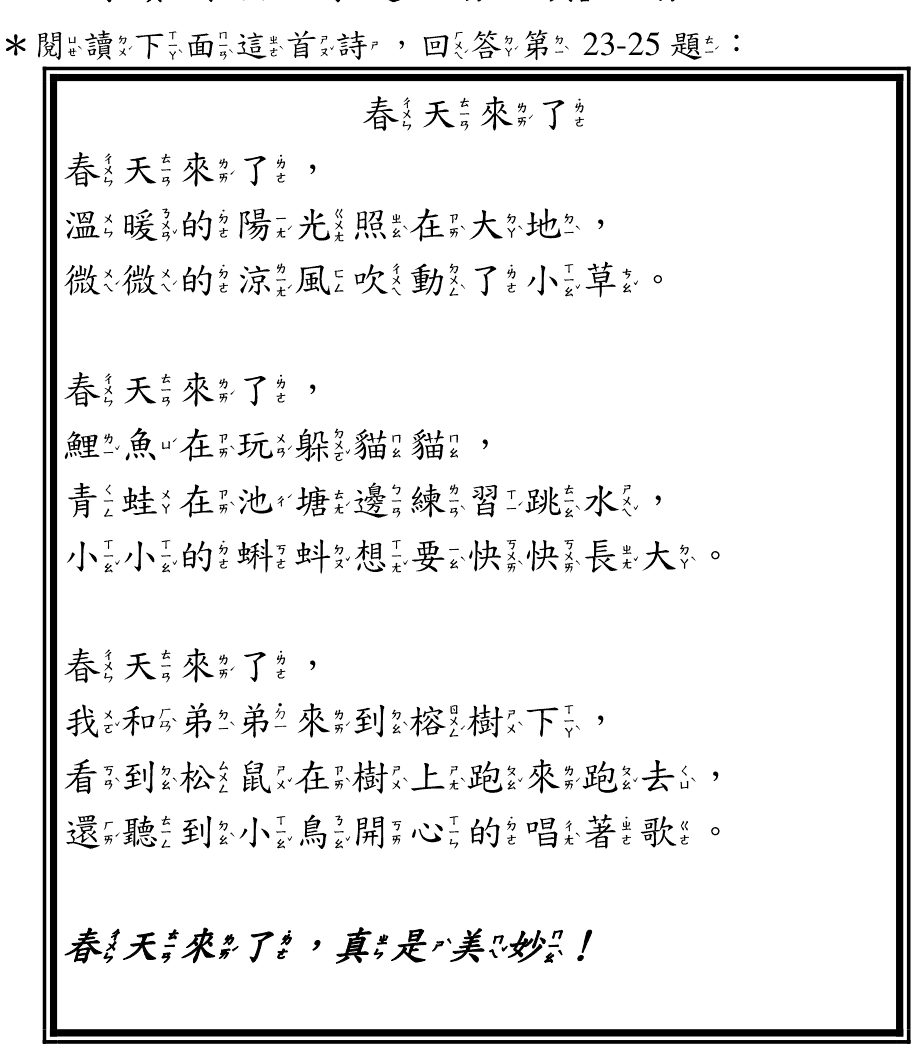 ＊閱讀下面這首詩，回答第 23-25 題：
春天來了
春天來了，
溫暖的陽光照在大地，
微微的涼風吹動了小草。
春天來了，
鯉魚在玩躲貓貓，
青蛙在池塘邊練習跳水，
小小的蝌蚪想要快快長大。
春天來了，
我和弟弟來到榕樹下，
看到松鼠在樹上跑來跑去，
還聽到小鳥開心的唱著歌。
春天來了，真是美妙！